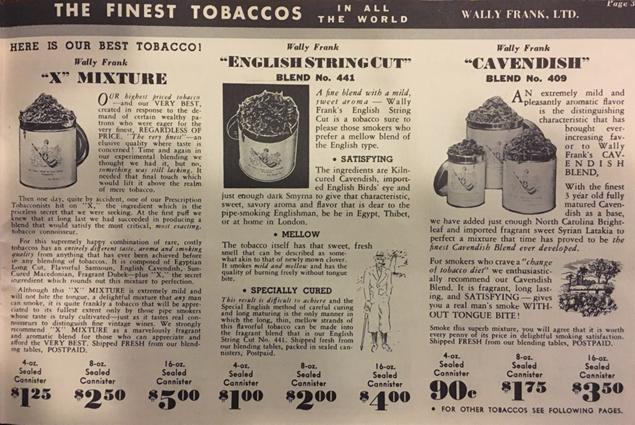 THE FINEST TOBACCOS IN ALL THE WORLD WALLY FRANK, LTD. Page 3
HERE IS OUR BEST TOBACCO!
Wally Frank
"X" MIXTURE
OUR highest priced tobacco
—and our VERY BEST,
created in response to the demand
of certain wealthy patrons
who were eager for the
very finest, REGARDLESS OF
PRICE. "The very finest"—an
elusive quality where taste is
concerned! Time and again in
our experimental blending we
thought we had it, but no,
something was still lacking. It
needed that final touch which
would lift it above the realm
of mere tobacco.
Then one day, quite by accident, one of our Prescription
Tobacconists hit on "X," the ingredient which is the
priceless secret that we were seeking. At the first puff we
knew that at long last we had succeeded in producing a
blend that would satisfy the most critical, most exacting,
tobacco connoisseur.
For this supremely happy combination of rare, costly
tobaccos has an entirely different taste, aroma and smoking
quality from anything that has ever been achieved before
in any blending of tobacco. It is composed of Egyptian
Long Cut, Flavorful Samsoun, English Cavendish, Sun-
Cured Macedonian, Fragrant Dubek—plus "X," the secret
ingredient which rounds out this mixture to perfection.
Although this "X" MIXTURE is extremely mild and
will not bite the tongue, a delightful mixture that any man
can smoke, it is quite frankly a tobacco that will be appreciated
to its fullest extent only by those pipe smokers
whose taste is truly cultivated—just as it takes real connoisseurs
to distinguish fine vintage wines. We strongly
recommend "X" MIXTURE as a marvelously fragrant
and aromatic blend for those who can appreciate and
afford the VERY BEST. Shipped FRESH from our blending
tables, POSTPAID.
4-oz. Sealed Cannister 8-oz. Sealed Cannister 16-oz. Sealed Cannister
$1.25 $2.50 $5.00
Wally Frank
"ENGLISH STRING CUT"
BLEND No. 441
A fine blend with a mild,
sweet aroma — Wally
Frank's English String
Cut is a tobacco sure to
please those smokers who
prefer a mellow blend of
the English type.
• SATISFYING
The ingredients are Kiln-
cured Cavendish, imported
English Birds' eye and
just enough dark Smyrna to give that characteristic,
sweet, savory aroma and flavor that is dear to the
pipe-smoking Englishman, be he in Egypt, Thibet,
or at home in London.
• MELLOW
The tobacco itself has that sweet, fresh
smell that can be described as somewhat
akin to that of newly mown clover.
It smokes mild and mellow and has the
quality of burning freely without tongue
bite.
• SPECIALLY CURED
This result is difficult to achieve and the
Special English method of careful curing
and long maturing is the only manner in
which the long, thin, mellow strands of
this flavorful tobacco can be made into
the fragrant blend that is our English
String Cut No. 441. Shipped fresh from
our blending tables, packed in sealed cannisters,
Postpaid.
4-oz. Sealed Cannister 8-oz. Sealed Cannister 16-oz. Sealed Cannister
$1.00 $2.00 $4.00
Wally Frank
"CAVENDISH"
BLEND No. 409
AN extremely mild and
pleasantly aromatic flavor
is the distinguishing
characteristic that has
brought ever-
increasing favor
to Wally
Frank's CAVENDISH
BLEND,
With the finest
5 year old fully
matured Cavendish
as a base,
we have added just enough North Carolina Brightleaf
and imported fragrant sweet Syrian Latakia to
perfect a mixture that time has proved to be the
finest Cavendish Blend ever developed.
For smokers who crave a "change
of tobacco diet" we enthusiastically
recommend our Cavendish
Blend. It is fragrant, long lasting,
and SATISFYING — gives
you a real man's smoke WITHOUT
TONGUE BITE!
Smoke this superb mixture, you will agree that it is worth
every penny of its price in delightful smoking satisfaction.
Shipped FRESH from our blending tables, POSTPAID.
4-oz. Sealed Cannister 8-oz. Sealed Cannister 16-oz. Sealed Cannister
90c $1.75 $3.50
• FOR OTHER TOBACCOS SEE FOLLOWING PAGES.